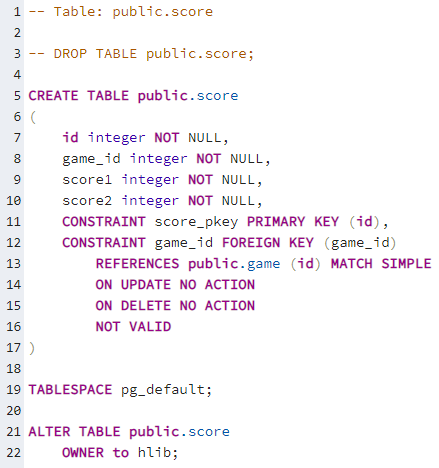 1 -- Table: public.score
2
3 -- DROP TABLE public.score;
4
5 CREATE TABLE public.score
6 (
7     id integer NOT NULL,
8     game_id integer NOT NULL,
9     score1 integer NOT NULL,
10     score2 integer NOT NULL,
11     CONSTRAINT score_pkey PRIMARY KEY (id),
12     CONSTRAINT game_id FOREIGN KEY (game_id)
13         REFERENCES public.game (id) MATCH SIMPLE
14         ON UPDATE NO ACTION
15         ON DELETE NO ACTION
16         NOT VALID
17 )
18
19 TABLESPACE pg_default;
20
21 ALTER TABLE public.score
22     OWNER to hlib;